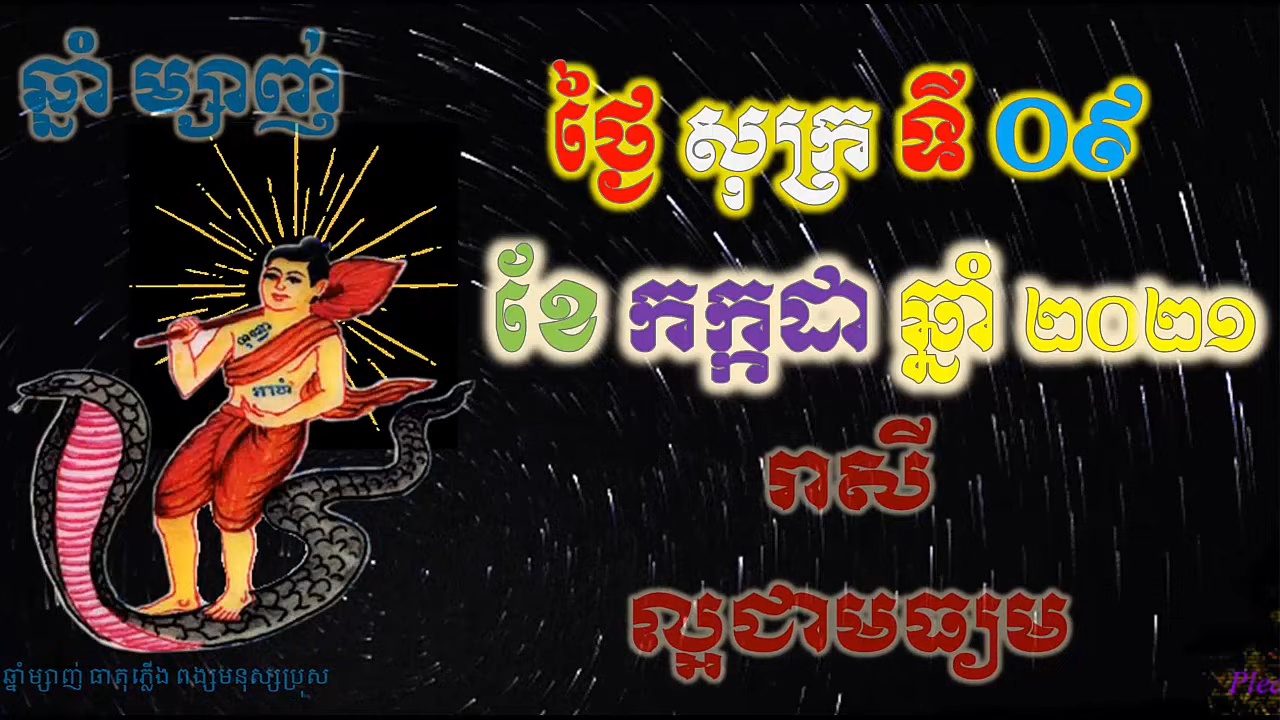 ឆ្នាំ ម្សាញ់
ថ្ងៃ សុក្រ ទី ០៩
ខែ កក្កដា ឆ្នាំ ២០២១
រាសី
ល្អជាមធ្យម
ឆ្នាំម្សាញ់ ធាតុភ្លើង ពង្សមនុស្សប្រុស